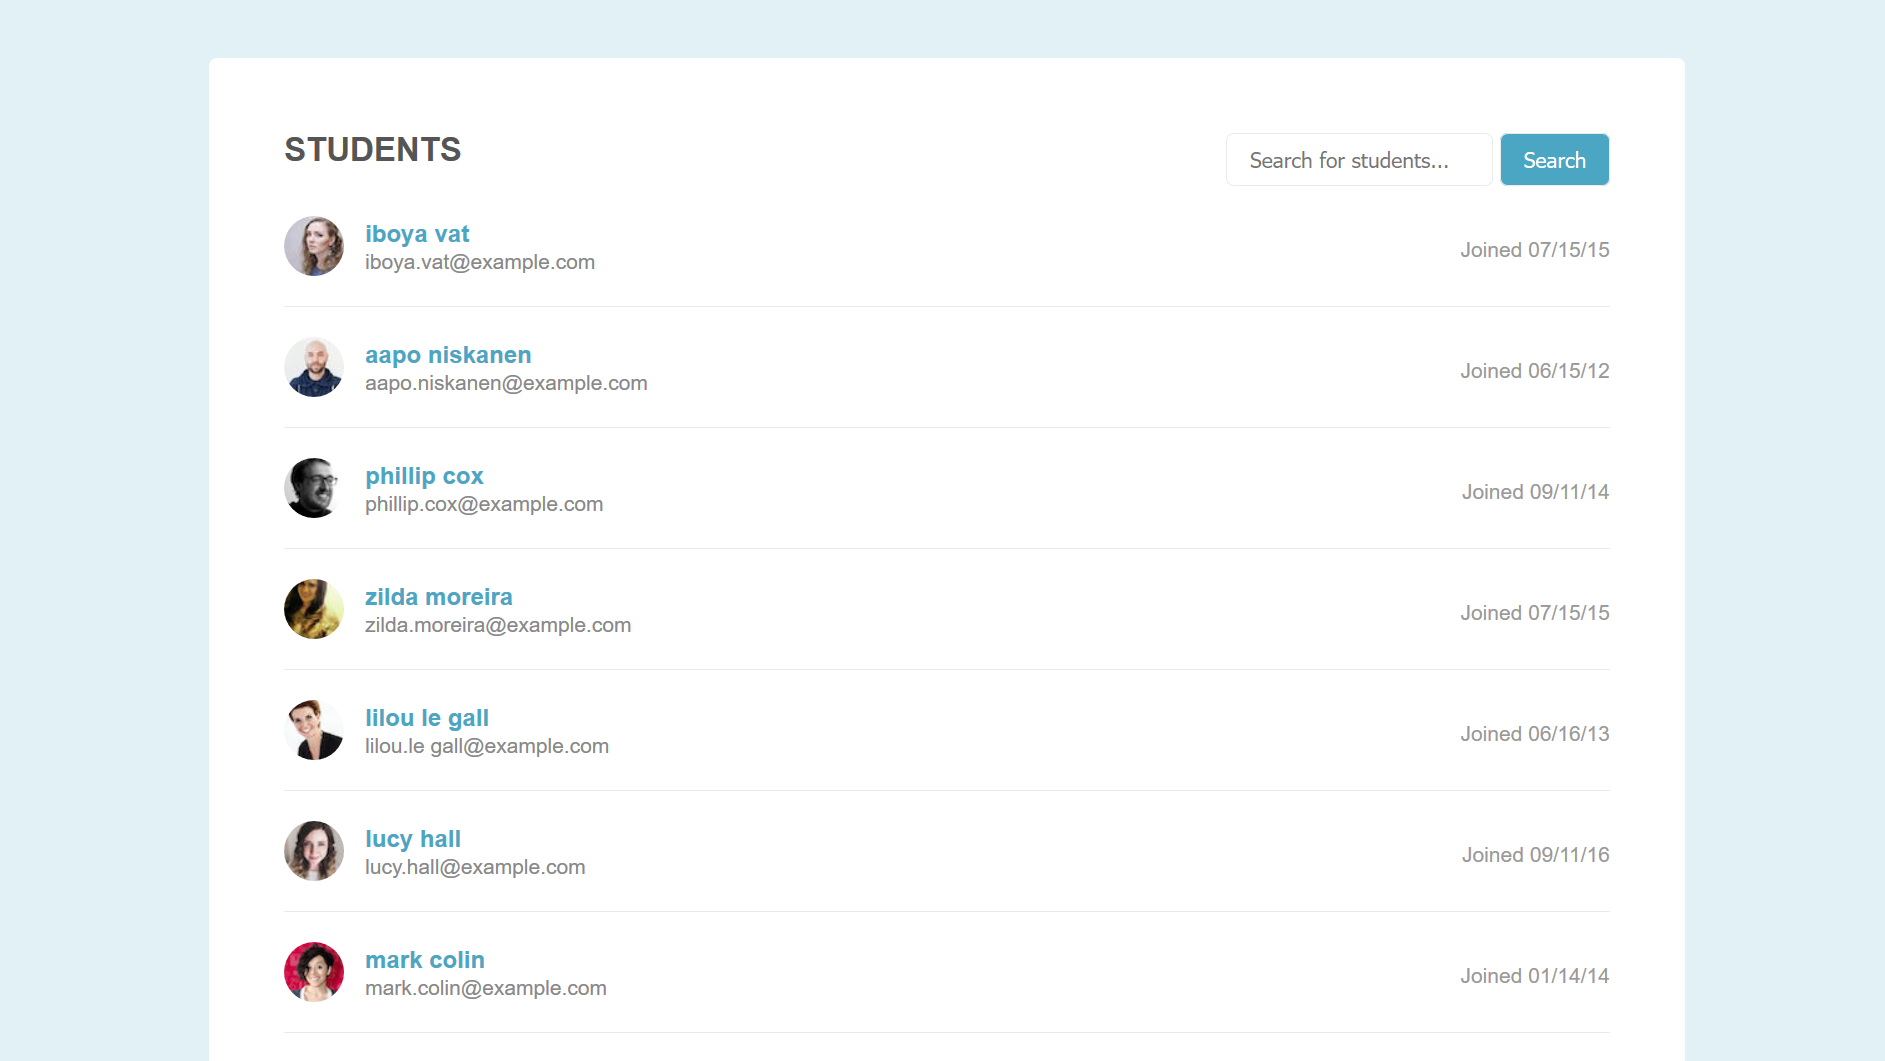 STUDENTS
Search for students...
Search
iboya vat
iboya.vat@example.com
Joined 07/15/15
aapo niskanen
aapo.niskanen@example.com
Joined 06/15/12
phillip cox
phillip.cox@example.com
Joined 09/11/14
zilda moreira
zilda.moreira@example.com
Joined 07/15/15
lilou le gall
lilou.le gall@example.com
Joined 06/16/13
lucy hall
lucy.hall@example.com
Joined 09/11/16
mark colin
mark.colin@example.com
Joined 01/14/14